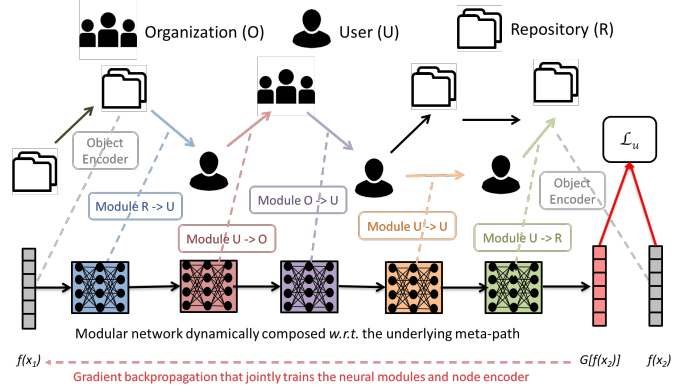 Organization (O)
User (U)
Repository (R)
Object
Encoder
ℒu
Module R -> U
Module O -> U
Object
Encoder
Module U -> O
Module U -> U
Module U -> R
Modular network dynamically composed w.r.t. the underlying meta-path
f(x1)
G[f(x2)]
f(x2)
Gradient backpropagation that jointly trains the neural modules and node encoder